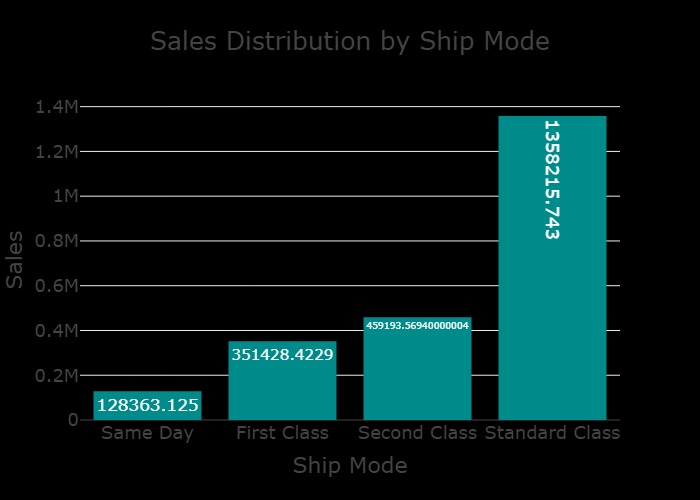 Sales Distribution by Ship Mode
1.4M
1.2M
1M
0.8M
0.6M
0.4M
0.2M
0
Sales
128363.125
351428.4229
459193.56940000004
1358215.743
Same Day
First Class
Second Class
Standard Class
Ship Mode